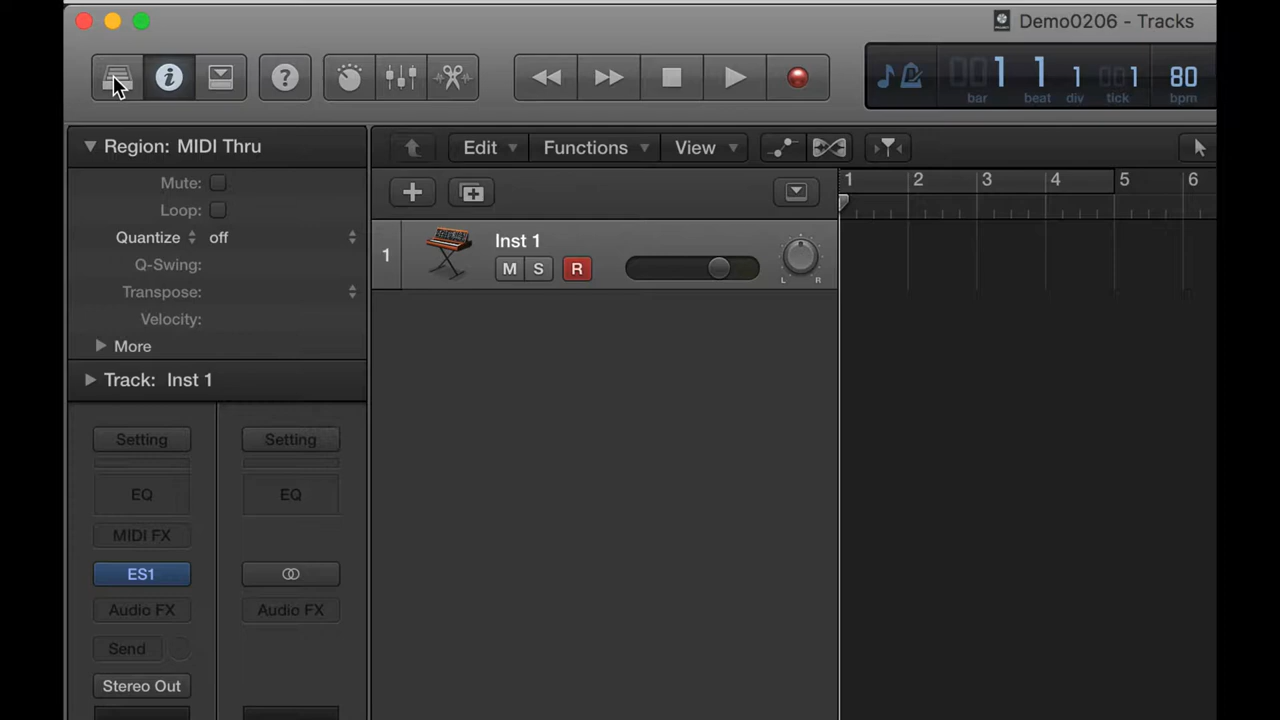 Demo0206 - Tracks
00 1 1 1 00 1 80
bar beat div tick bpm
Region: MIDI Thru
Edit Functions View
Mute:
Loop:
Quantize off
Q-Swing:
Transpose:
Velocity:
More
1 2 3 4 5 6
1 Inst 1
M S R
L R
Track: Inst 1
Setting Setting
EQ EQ
MIDI FX
ES1
Audio FX Audio FX
Send
Stereo Out